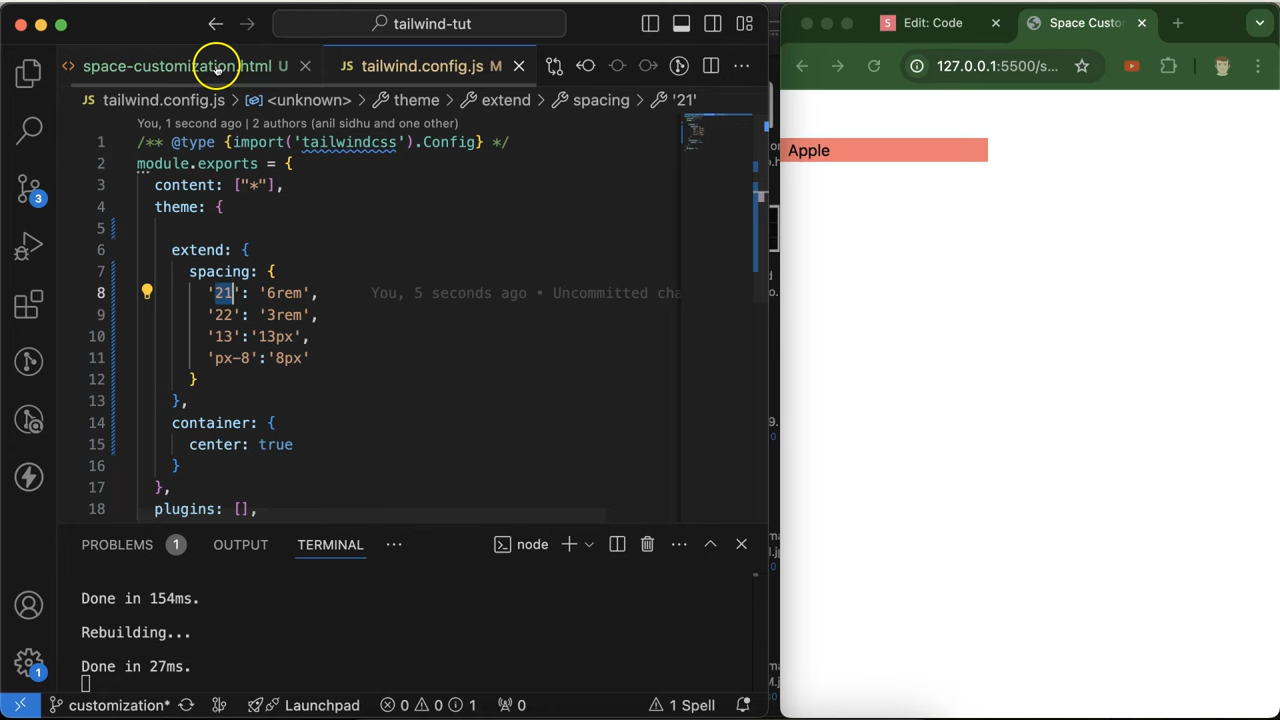 tailwind-tut
space-customization.html U
JS tailwind.config.js M
JS tailwind.config.js > <unknown> > theme > extend > spacing > '21'
You, 1 second ago | 2 authors (anil sidhu and one other)
1 /** @type {import('tailwindcss').Config} */
2 module.exports = {
3 content: ["*"],
4 theme: {
5
6 extend: {
7 spacing: {
8 '21': '6rem', You, 5 seconds ago • Uncommitted cha
9 '22': '3rem',
10 '13':'13px',
11 'px-8':'8px'
12 }
13 },
14 container: {
15 center: true
16 }
17 },
18 plugins: [],
3
1
PROBLEMS 1 OUTPUT TERMINAL ... node
Done in 154ms.
Rebuilding...
Done in 27ms.
customization* Launchpad 0 0 1 0 1 Spell
S Edit: Code
Space Custo
127.0.0.1:5500/s...
Apple